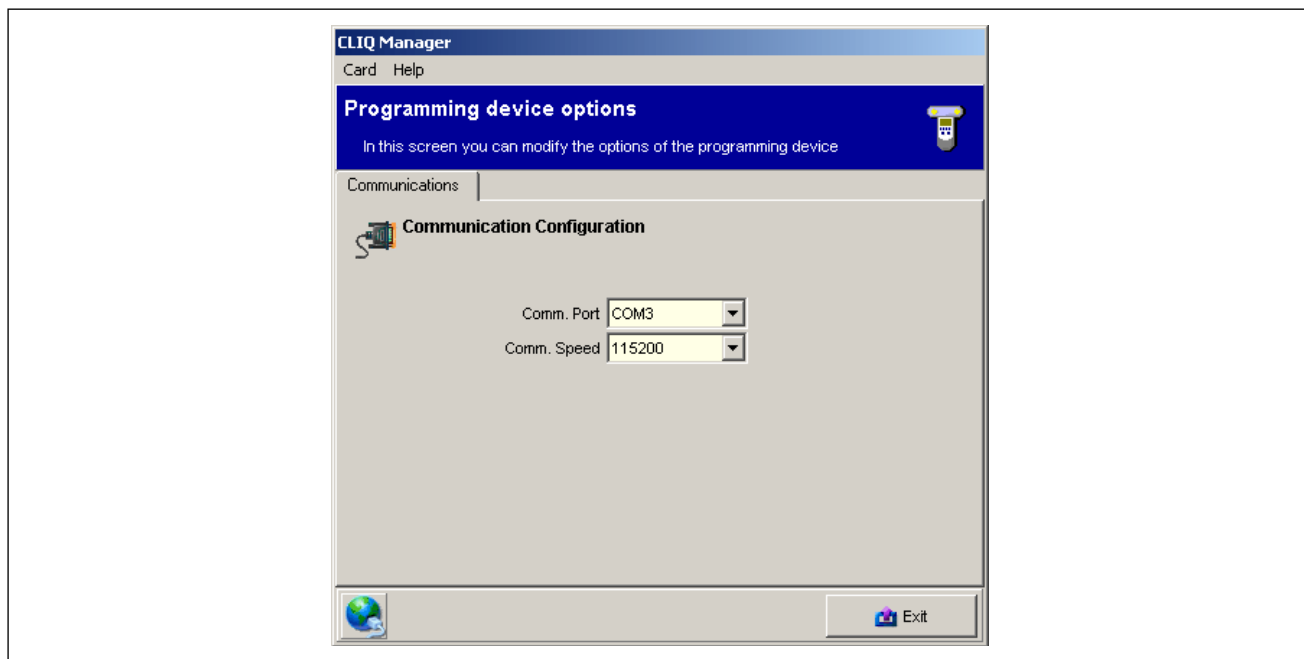 CLIQ Manager
Card Help
Programming device options
In this screen you can modify the options of the programming device
Communications
Communication Configuration
Comm. Port COM3
Comm. Speed 115200
Exit